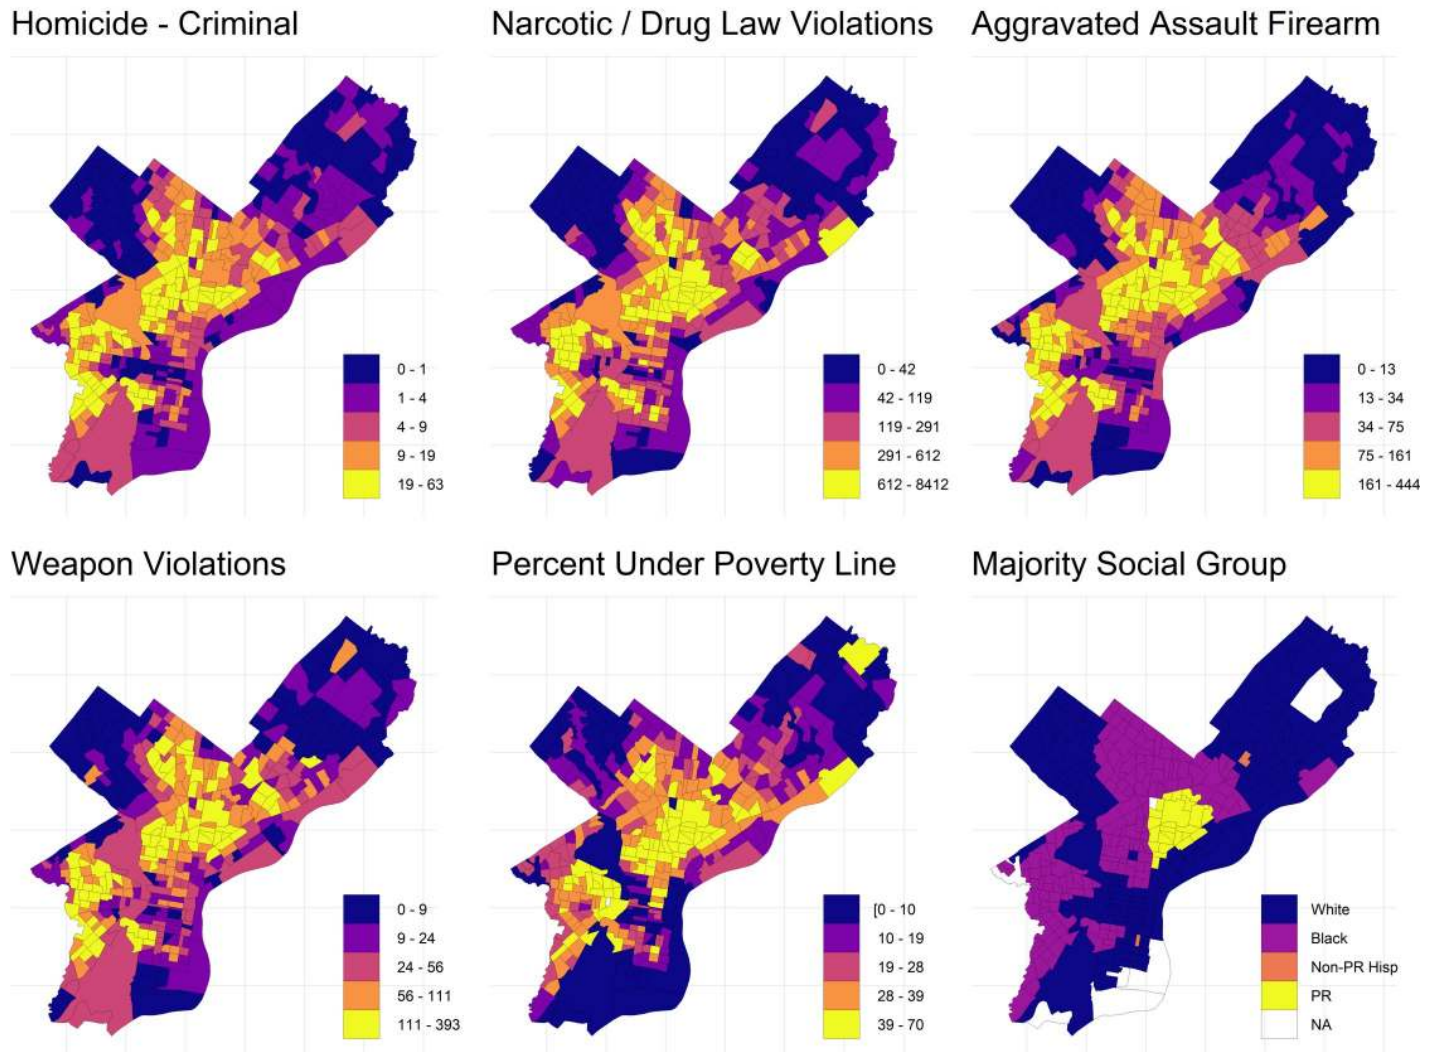 Homicide - Criminal
Narcotic / Drug Law Violations
Aggravated Assault Firearm
0 - 1
1 - 4
4 - 9
9 - 19
19 - 63
0 - 42
42 - 119
119 - 291
291 - 612
612 - 8412
0 - 13
13 - 34
34 - 75
75 - 161
161 - 444
Weapon Violations
Percent Under Poverty Line
Majority Social Group
0 - 9
9 - 24
24 - 56
56 - 111
111 - 393
[0 - 10
10 - 19
19 - 28
28 - 39
39 - 70
White
Black
Non-PR Hisp
PR
NA